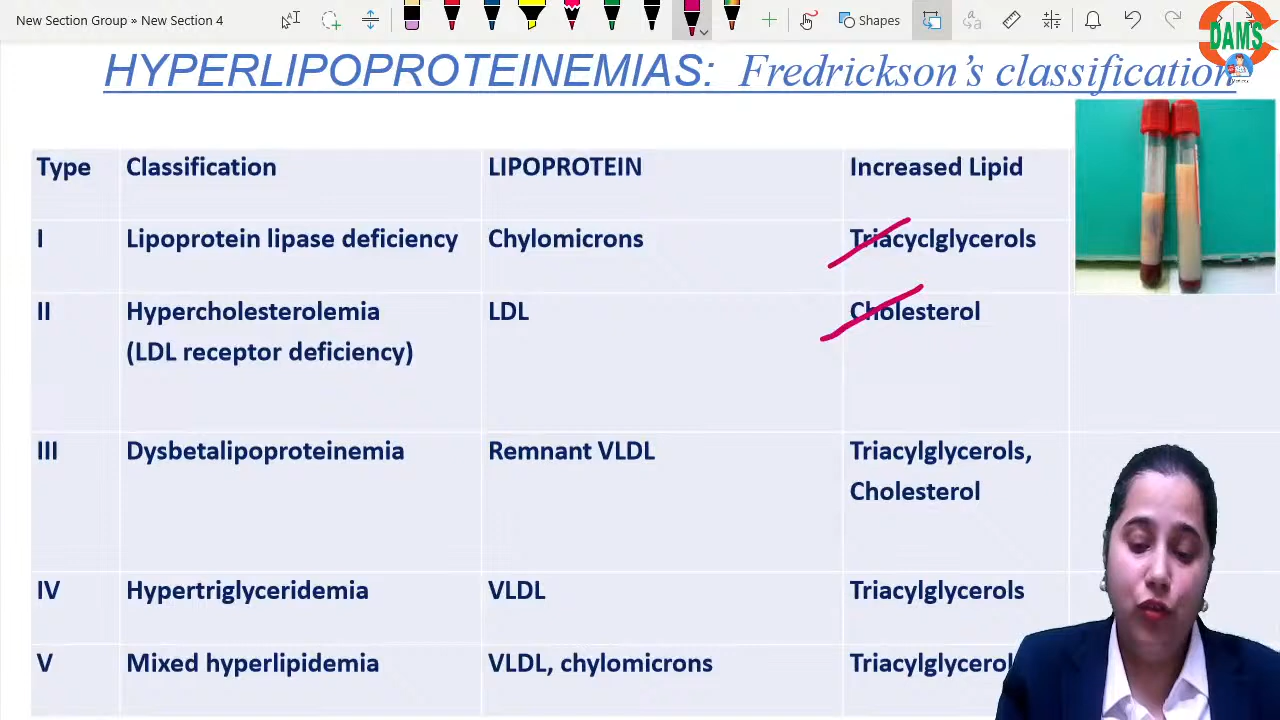 New Section Group » New Section 4
Shapes
DAMS
HYPERLIPOPROTEINEMIAS: Fredrickson's classification
Type Classification LIPOPROTEIN Increased Lipid
I Lipoprotein lipase deficiency Chylomicrons Triacyclglycerols
II Hypercholesterolemia LDL Cholesterol
(LDL receptor deficiency)
III Dysbetalipoproteinemia Remnant VLDL Triacylglycerols,
Cholesterol
IV Hypertriglyceridemia VLDL Triacylglycerols
V Mixed hyperlipidemia VLDL, chylomicrons